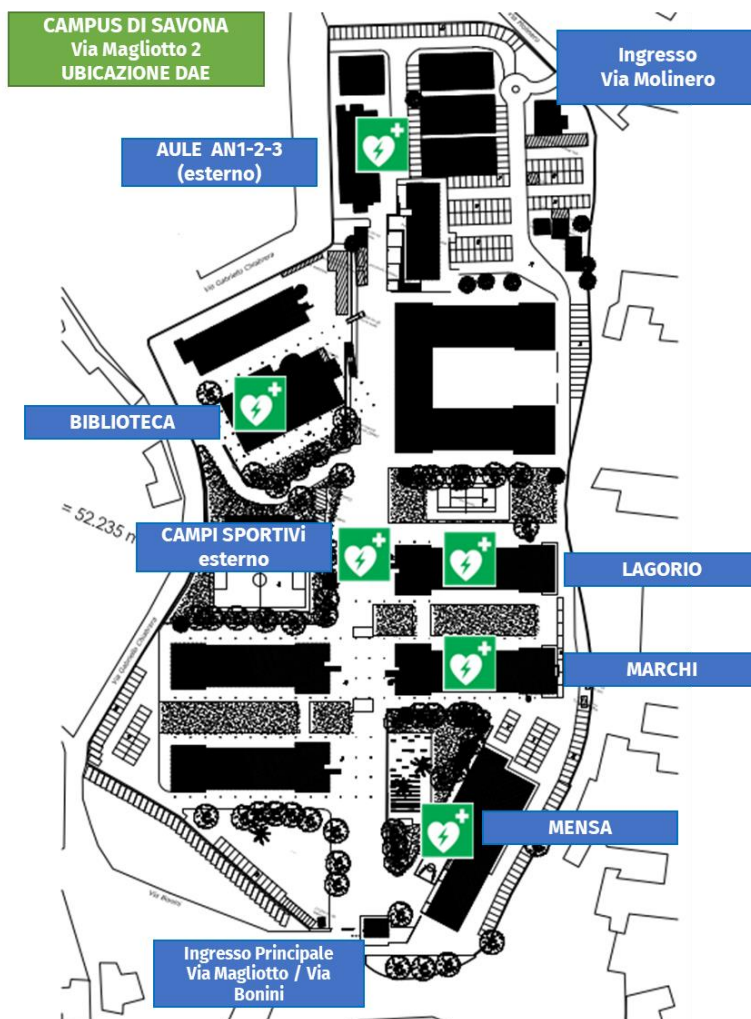 CAMPUS DI SAVONA
Via Magliotto 2
UBICAZIONE DAE
Ingresso
Via Molinero
AULE AN1-2-3
(esterno)
Via Gabriello Chiabrera
BIBLIOTECA
= 52.235 m
CAMPI SPORTIVi
esterno
LAGORIO
Via Gabriello Chiabrera
MARCHI
MENSA
Via Bonini
Ingresso Principale
Via Magliotto / Via
Bonini